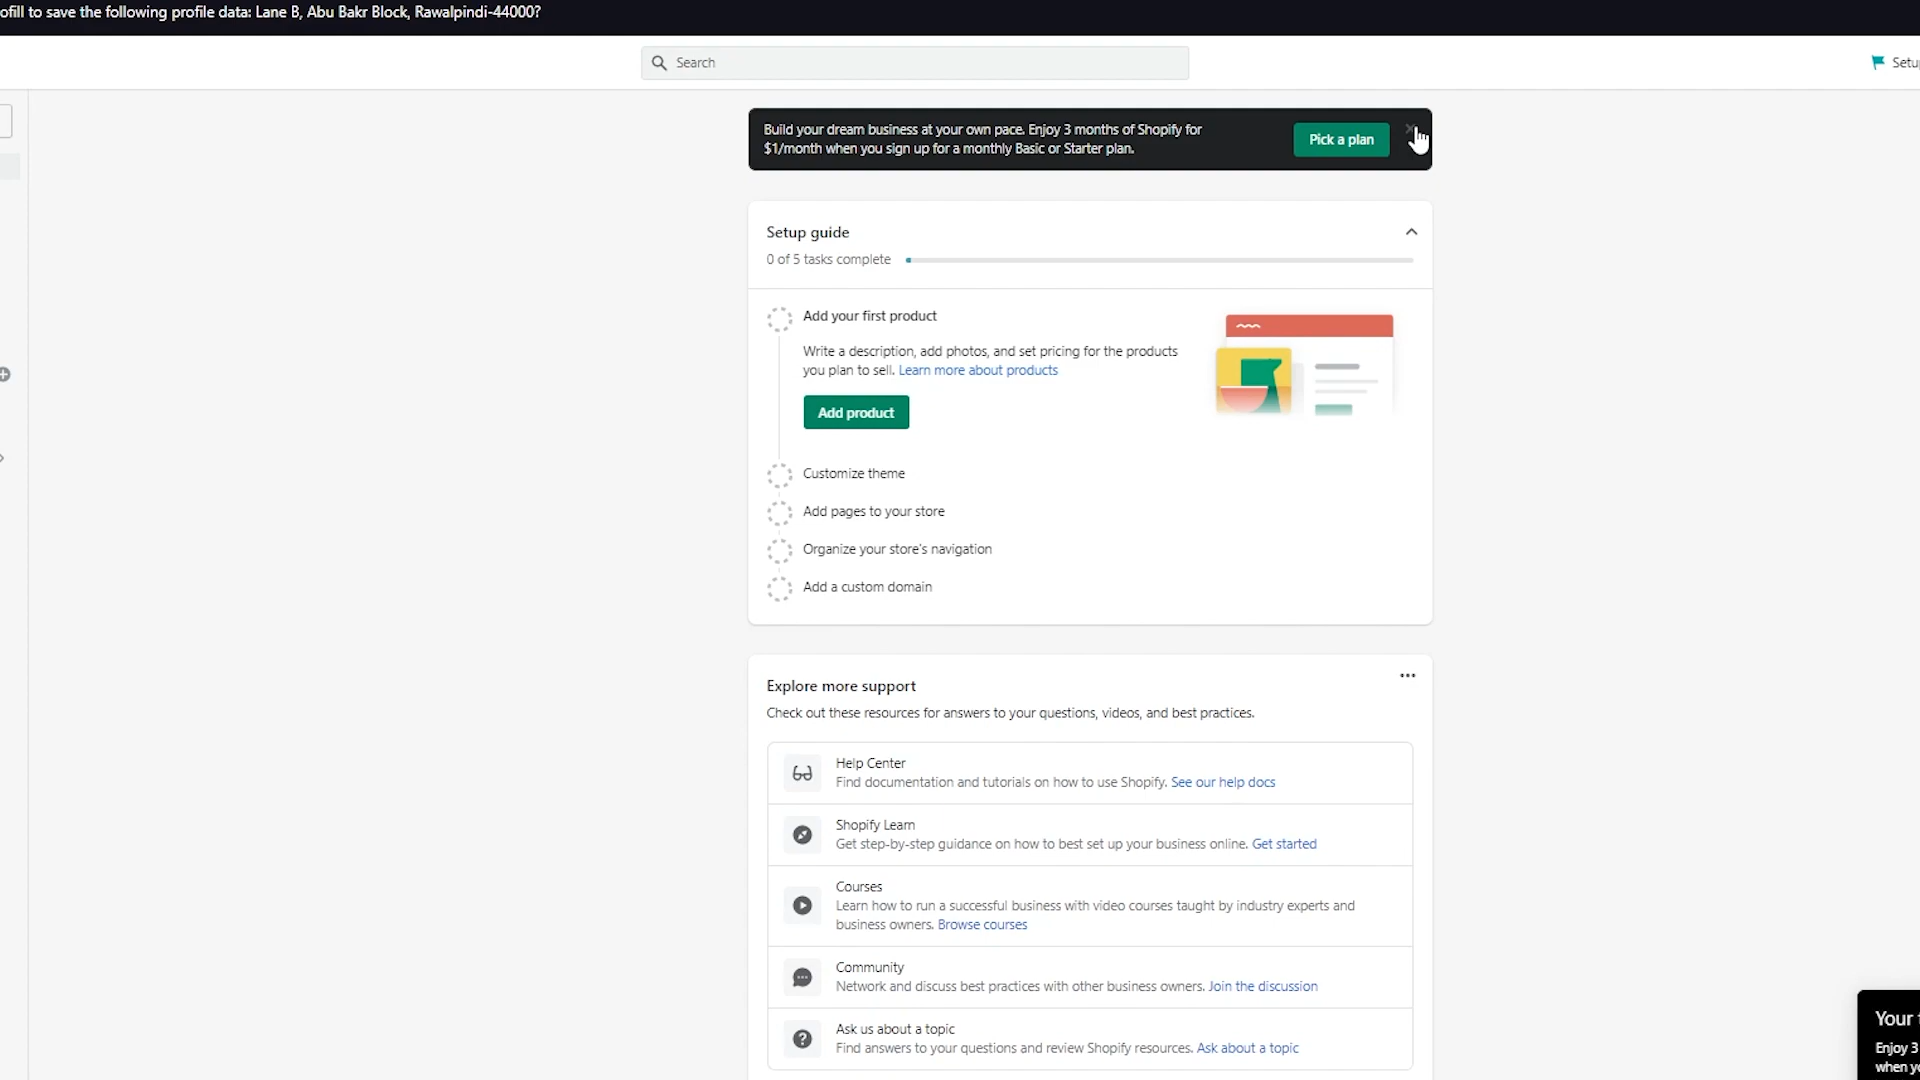 to save the following profile data: Lane B, Abu Bakr Block, Rawalpindi-44000?
Search
Build your dream business at your own pace. Enjoy 3 months of Shopify for
$1/month when you sign up for a monthly Basic or Starter plan.
Pick a plan
Setup guide
0 of 5 tasks complete
Add your first product
Write a description, add photos, and set pricing for the products
you plan to sell. Learn more about products
Add product
Customize theme
Add pages to your store
Organize your store's navigation
Add a custom domain
Explore more support
Check out these resources for answers to your questions, videos, and best practices.
Help Center
Find documentation and tutorials on how to use Shopify. See our help docs
Shopify Learn
Get step-by-step guidance on how to best set up your business online. Get started
Courses
Learn how to run a successful business with video courses taught by industry experts and
business owners. Browse courses
Community
Network and discuss best practices with other business owners. Join the discussion
Ask us about a topic
Find answers to your questions and review Shopify resources. Ask about a topic
Your
Enjoy 3
when